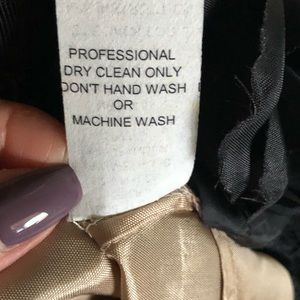 PROFESSIONAL
DRY CLEAN ONLY
DON'T HAND WASH
OR
MACHINE WASH